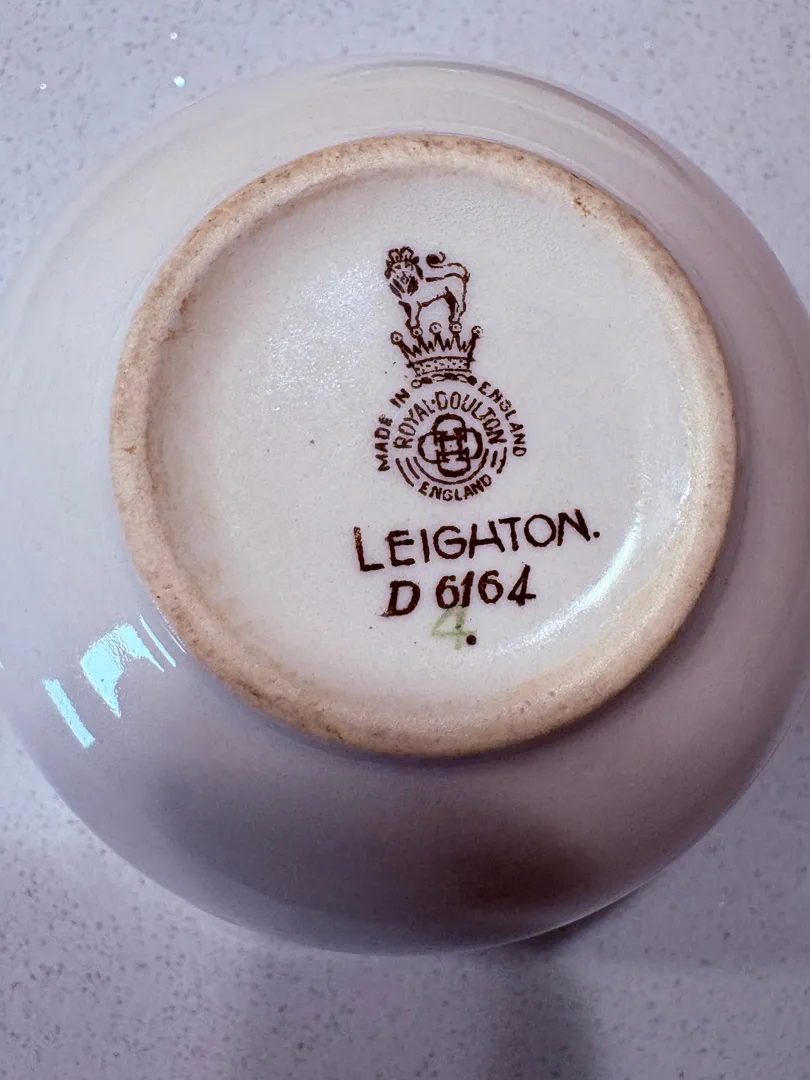 MADE IN ENGLAND
ROYAL·DOULTON
ENGLAND
LEIGHTON.
D 6164
4.